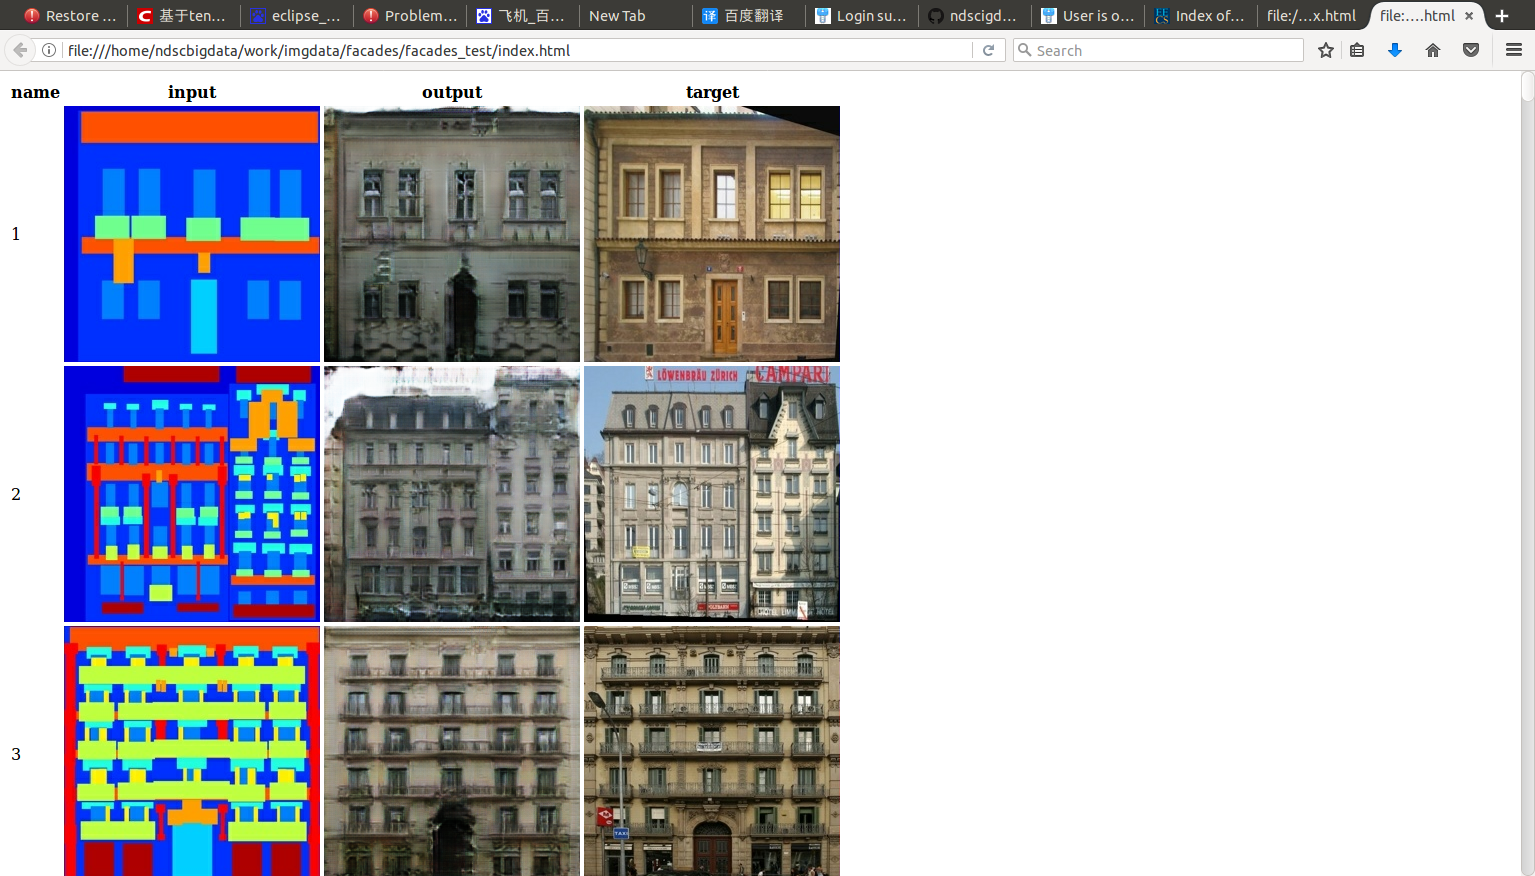 Restore ... 基于ten... eclipse_... Problem... 飞机_百... New Tab 百度翻译 Login su... ndscigd... User is o... Index of... file:/...x.html file:....html
file:///home/ndscbigdata/work/imgdata/facades/facades_test/index.html Search
name input output target
1
2
LÖWENBRÄU ZÜRICH CAMPARI
3
TAXI